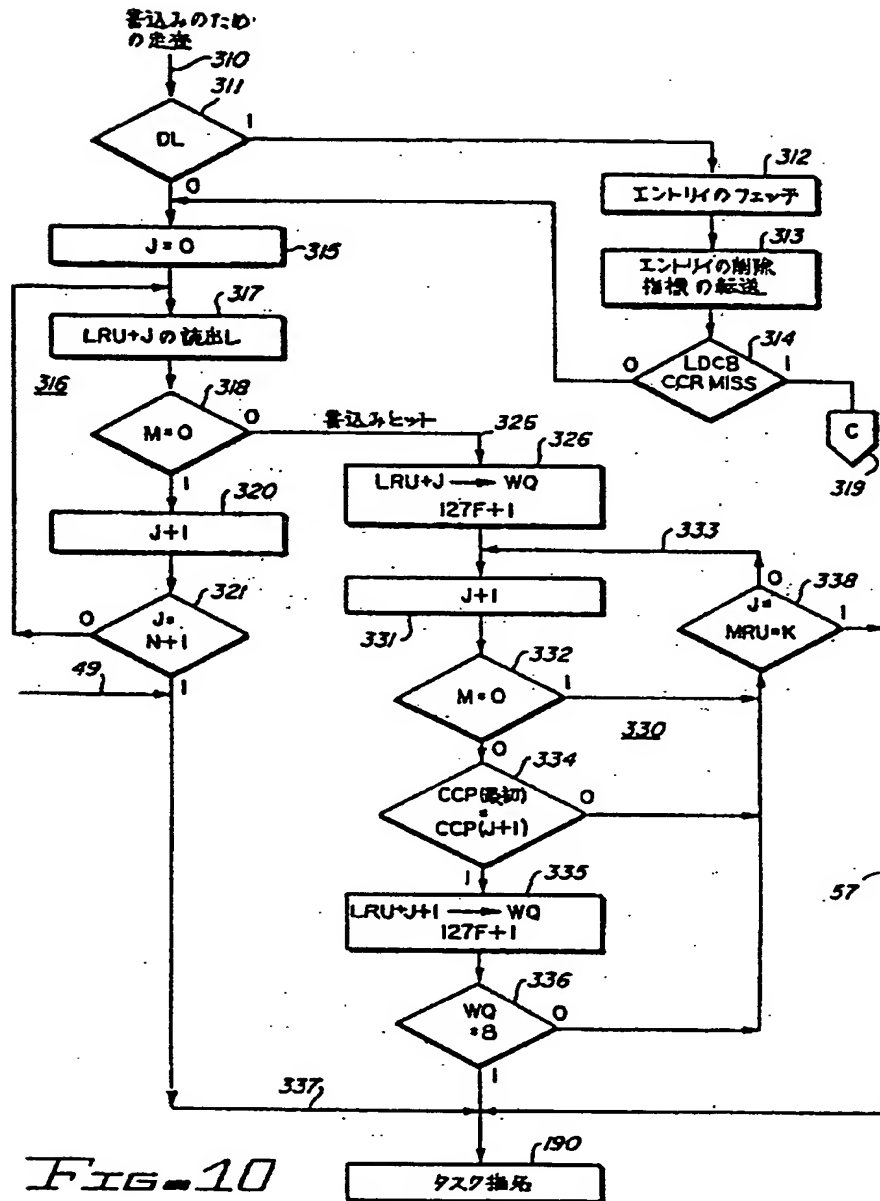 書込みのため
の走査
310
311
DL
1
0
312
エントリイのフェッチ
313
エントリイの削除
指標の転送
314
LDCB
CCR MISS
0
1
C
319
J=0
315
317
LRU+Jの読出し
316
318
M=0
0
1
書込みヒット
325
326
LRU+J → WQ
127F+1
320
J+1
333
321
J=
N+1
0
1
49
J+1
331
338
J=
MRU=K
0
1
332
M=0
1
0
330
334
CCP(最初)
=
CCP(J+1)
0
1
57
335
LRU+J+1 → WQ
127F+1
336
WQ
=8
0
1
337
190
タスク指名
FIG-10